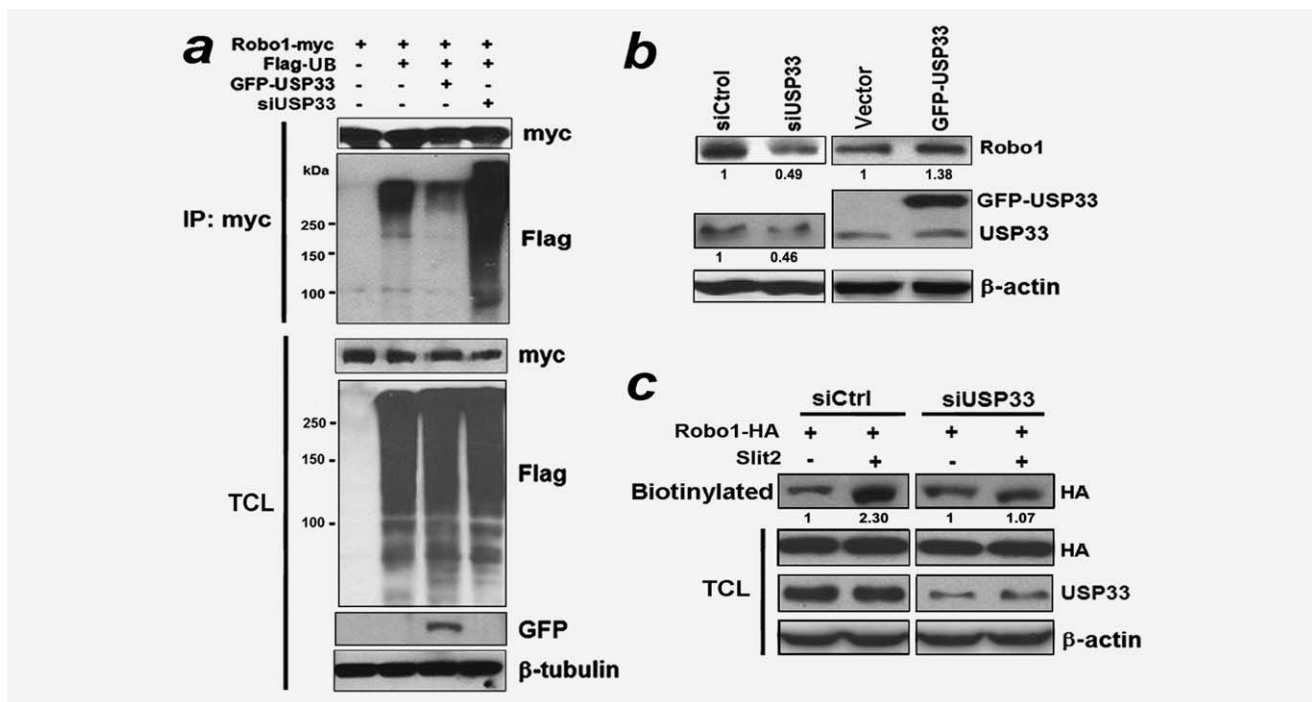 a
Robo1-myc + + + +
Flag-UB - + + +
GFP-USP33 - - + -
siUSP33 - - - +
IP: myc
myc
kDa
250
150
100
Flag
TCL
myc
250
150
100
Flag
GFP
β-tubulin
b
siCtrol siUSP33 Vector GFP-USP33
Robo1
1 0.49 1 1.38
GFP-USP33
USP33
1 0.46
β-actin
c
siCtrl siUSP33
Robo1-HA + + + +
Slit2 - + - +
Biotinylated HA
1 2.30 1 1.07
TCL
HA
USP33
β-actin